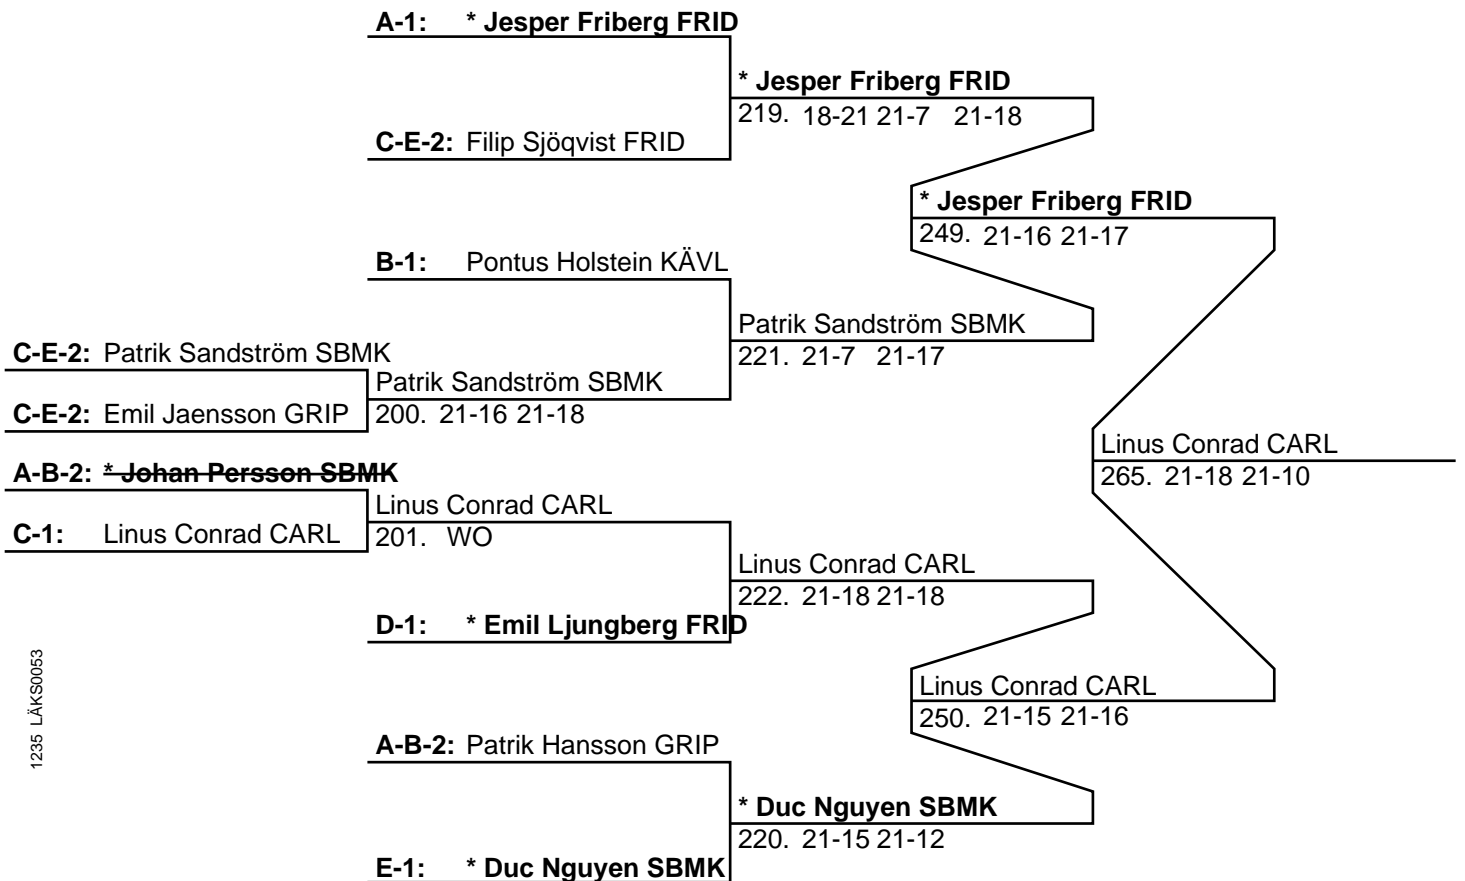 A-1: * Jesper Friberg FRID
* Jesper Friberg FRID
219. 18-21 21-7 21-18
C-E-2: Filip Sjöqvist FRID
* Jesper Friberg FRID
249. 21-16 21-17
B-1: Pontus Holstein KÄVL
Patrik Sandström SBMK
221. 21-7 21-17
C-E-2: Patrik Sandström SBMK
Patrik Sandström SBMK
200. 21-16 21-18
C-E-2: Emil Jaensson GRIP
Linus Conrad CARL
265. 21-18 21-10
A-B-2: * Johan Persson SBMK
Linus Conrad CARL
201. WO
C-1: Linus Conrad CARL
Linus Conrad CARL
222. 21-18 21-18
D-1: * Emil Ljungberg FRID
Linus Conrad CARL
250. 21-15 21-16
A-B-2: Patrik Hansson GRIP
* Duc Nguyen SBMK
220. 21-15 21-12
E-1: * Duc Nguyen SBMK
1235 LÄKS0053